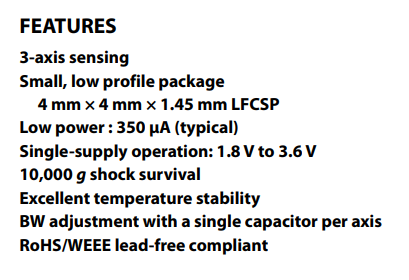 FEATURES
3-axis sensing
Small, low profile package
4 mm × 4 mm × 1.45 mm LFCSP
Low power : 350 μA (typical)
Single-supply operation: 1.8 V to 3.6 V
10,000 g shock survival
Excellent temperature stability
BW adjustment with a single capacitor per axis
RoHS/WEEE lead-free compliant